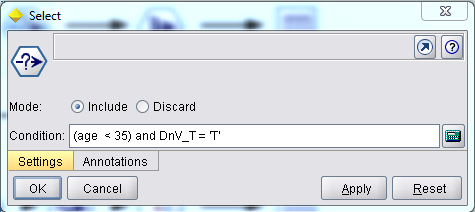 Select
-?->
?
Mode: Include Discard
Condition: (age < 35) and DnV_T = 'T'
Settings Annotations
OK Cancel Apply Reset